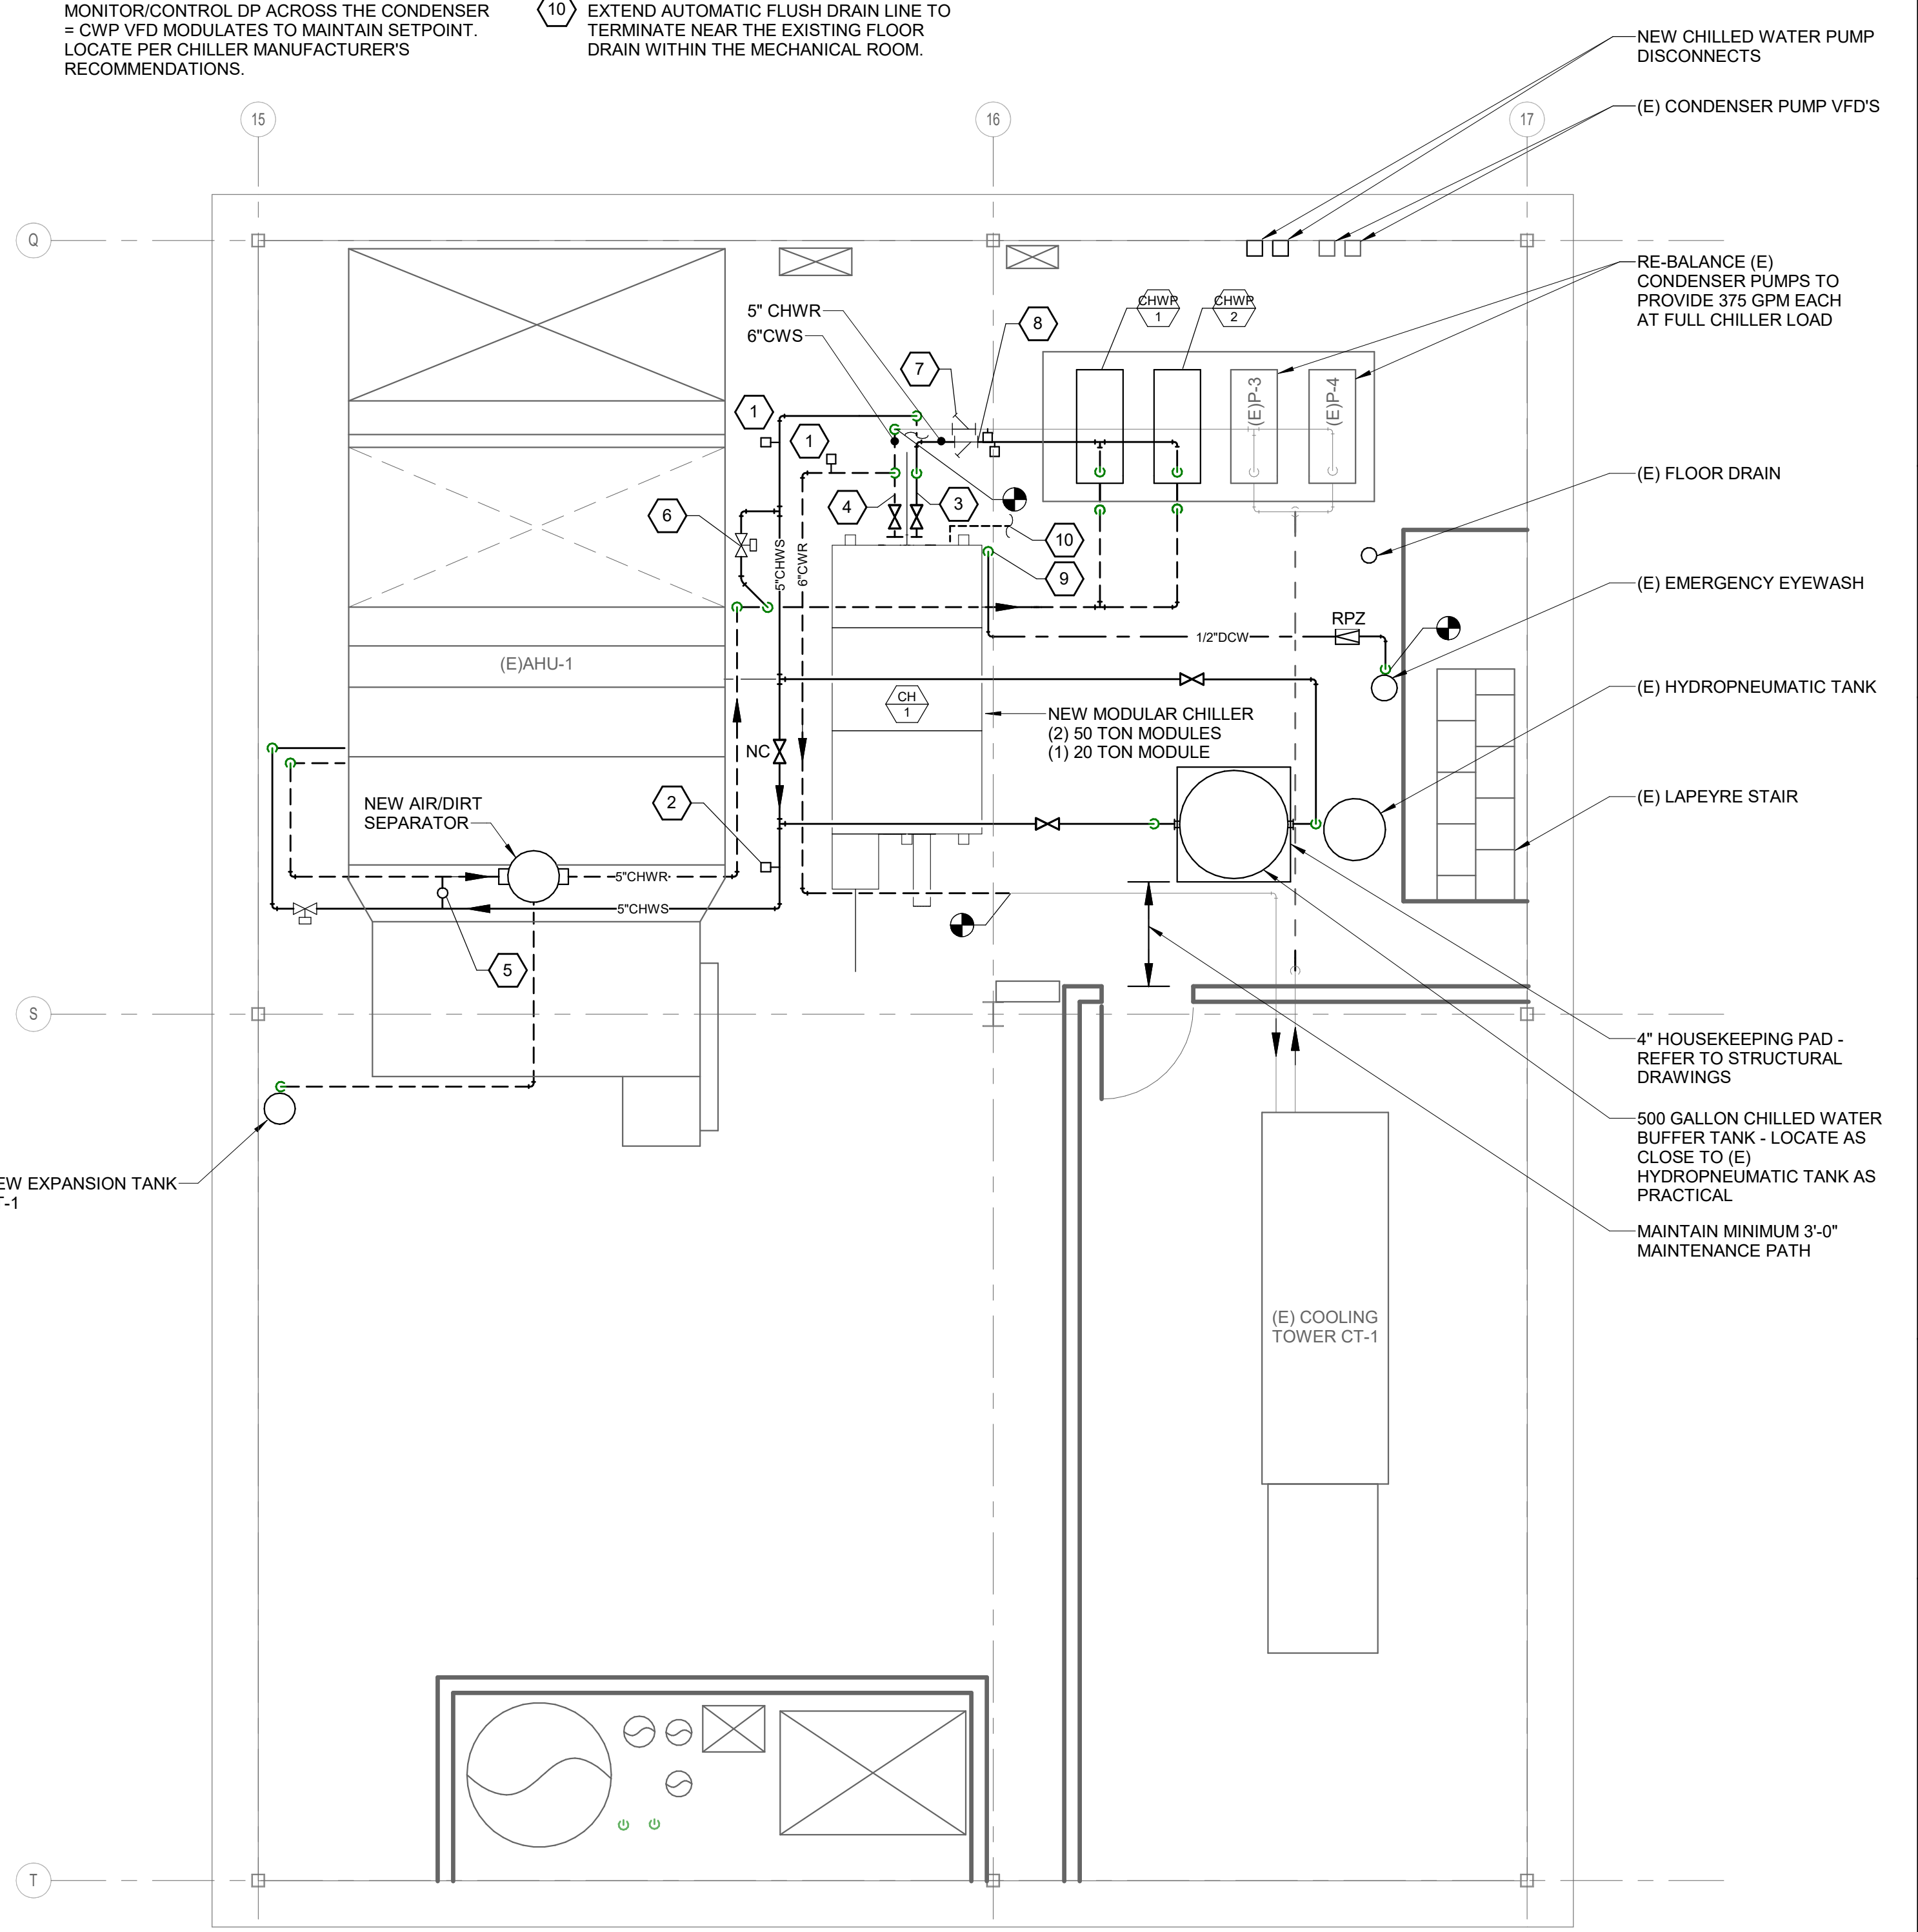 MONITOR/CONTROL DP ACROSS THE CONDENSER
= CWP VFD MODULATES TO MAINTAIN SETPOINT.
LOCATE PER CHILLER MANUFACTURER'S
RECOMMENDATIONS.
10
EXTEND AUTOMATIC FLUSH DRAIN LINE TO
TERMINATE NEAR THE EXISTING FLOOR
DRAIN WITHIN THE MECHANICAL ROOM.
NEW CHILLED WATER PUMP
DISCONNECTS
(E) CONDENSER PUMP VFD'S
15
16
17
Q
RE-BALANCE (E)
CONDENSER PUMPS TO
PROVIDE 375 GPM EACH
AT FULL CHILLER LOAD
5" CHWR
6"CWS
CHWP
1
CHWP
2
8
7
(E)P-3
(E)P-4
1
1
(E) FLOOR DRAIN
4
3
6
10
5"CHWS
6"CWR
9
(E) EMERGENCY EYEWASH
RPZ
1/2"DCW
(E)AHU-1
(E) HYDROPNEUMATIC TANK
CH
1
NEW MODULAR CHILLER
(2) 50 TON MODULES
(1) 20 TON MODULE
NC
NEW AIR/DIRT
SEPARATOR
2
(E) LAPEYRE STAIR
5"CHWR
5"CHWS
5
S
4" HOUSEKEEPING PAD -
REFER TO STRUCTURAL
DRAWINGS
500 GALLON CHILLED WATER
BUFFER TANK - LOCATE AS
CLOSE TO (E)
HYDROPNEUMATIC TANK AS
PRACTICAL
EW EXPANSION TANK
T-1
MAINTAIN MINIMUM 3'-0"
MAINTENANCE PATH
(E) COOLING
TOWER CT-1
T